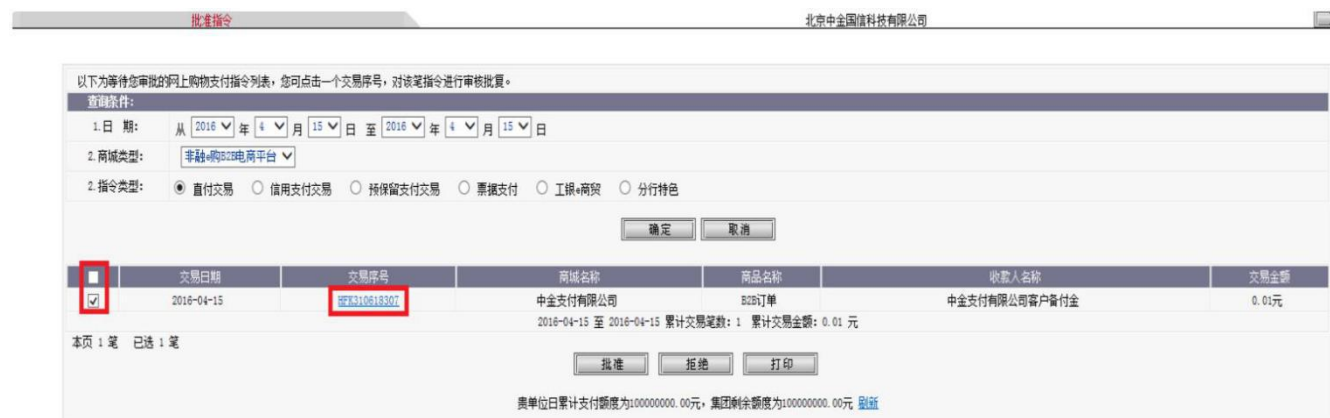 批准指令 北京中金国信科技有限公司
以下为等待您审批的网上购物支付指令列表，您可点击一个交易序号，对该笔指令进行审核批复。
查询条件：
1.日 期： 从 2016 年 4 月 15 日 至 2016 年 4 月 15 日
2.商城类型： 非融e购B2B电商平台
2.指令类型： 直付交易 信用支付交易 预保留支付交易 票据支付 工银e商贸 分行特色
确定 取消
交易日期 交易序号 商城名称 商品名称 收款人名称 交易金额
2016-04-15 HFK310618307 中金支付有限公司 B2B订单 中金支付有限公司客户备付金 0.01元
2016-04-15 至 2016-04-15 累计交易笔数：1 累计交易金额：0.01 元
本页 1 笔 已选 1 笔
批准 拒绝 打印
贵单位日累计支付额度为100000000.00元，集团剩余额度为100000000.00元 刷新